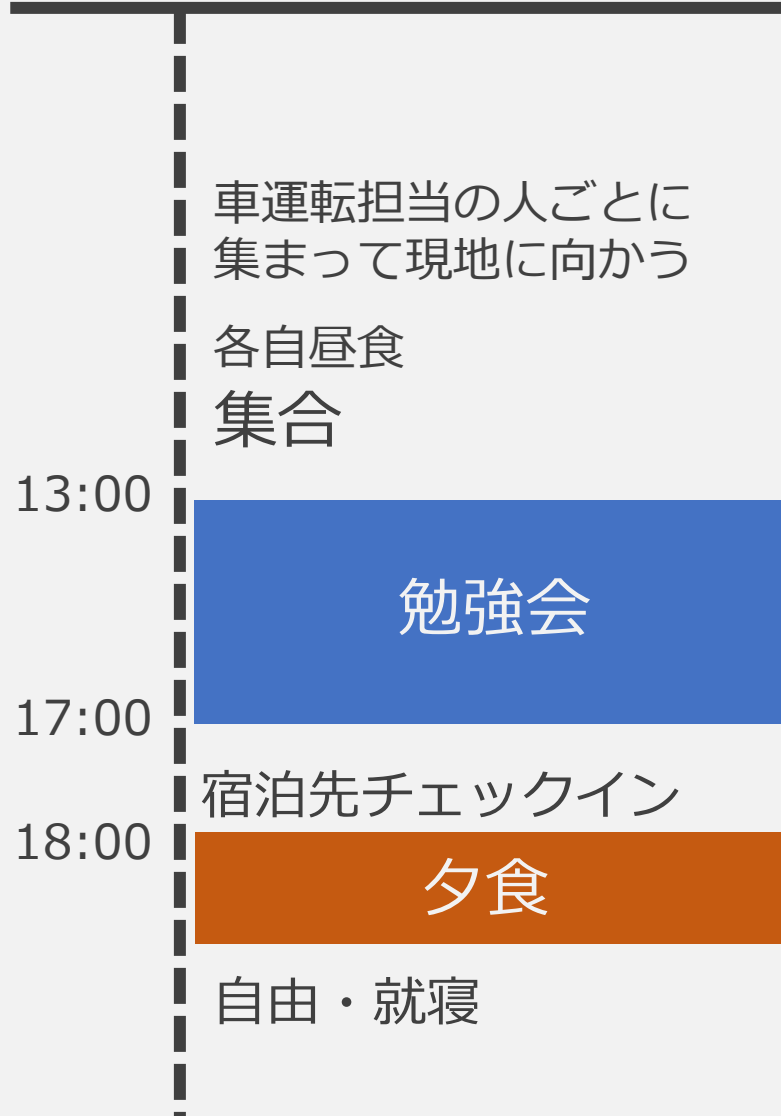 車運転担当の人ごとに
集まって現地に向かう
各自昼食
集合
13:00
勉強会
17:00
宿泊先チェックイン
18:00
夕食
自由・就寝